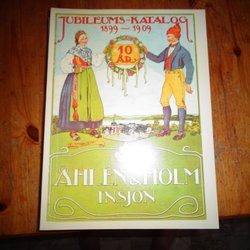 JUBILEUMS-KATALOG
1899 — 1909
10
ÅR
ÅHLÉN & HOLM
INSJÖN